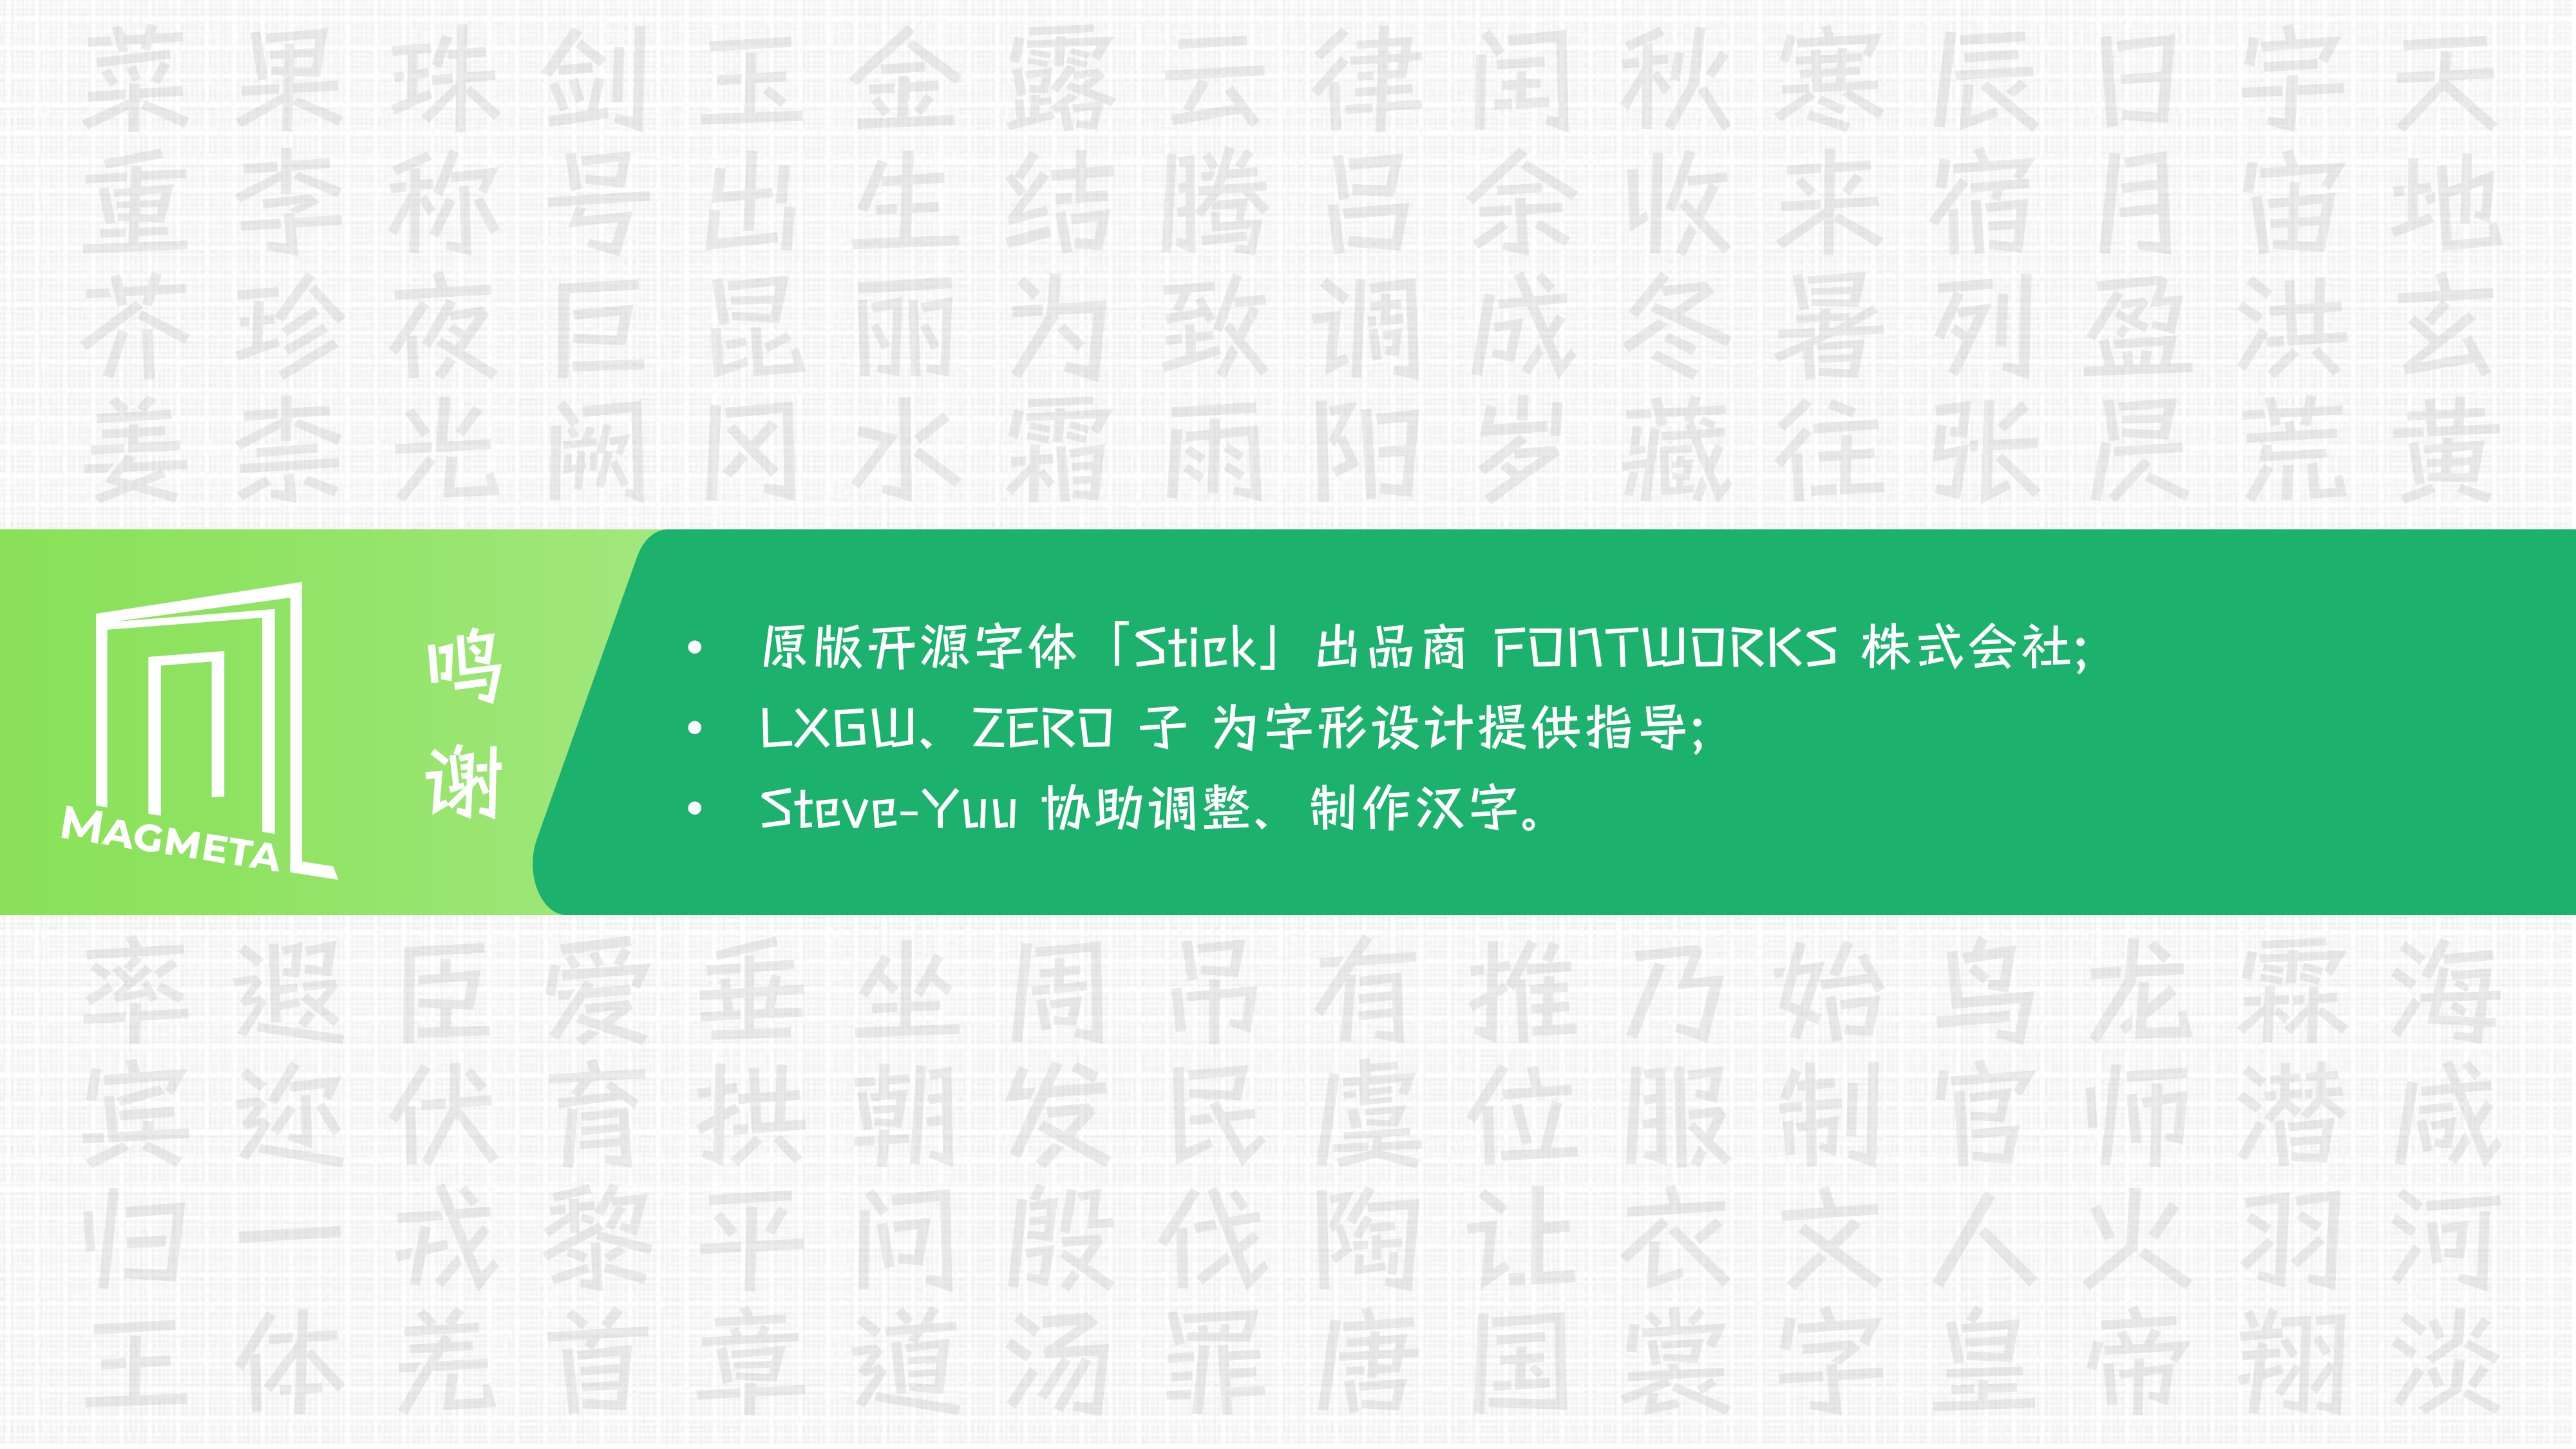 天地玄黄
宇宙洪荒
日月盈昃
辰宿列张
寒来暑往
秋收冬藏
闰余成岁
律吕调阳
云腾致雨
露结为霜
金生丽水
玉出昆冈
剑号巨阙
珠称夜光
果李珍柰
菜重芥姜
MAGMETA
鸣谢
• 原版开源字体「Stick」出品商 FONTWORKS 株式会社；
• LXGW、ZERO 子 为字形设计提供指导；
• Steve-Yuu 协助调整、制作汉字。
海咸河淡
霖潜羽翔
龙师火帝
鸟官人皇
始制文字
乃服衣裳
推位让国
有虞陶唐
吊民伐罪
周发殷汤
坐朝问道
垂拱平章
爱育黎首
臣伏戎羌
遐迩一体
率宾归王